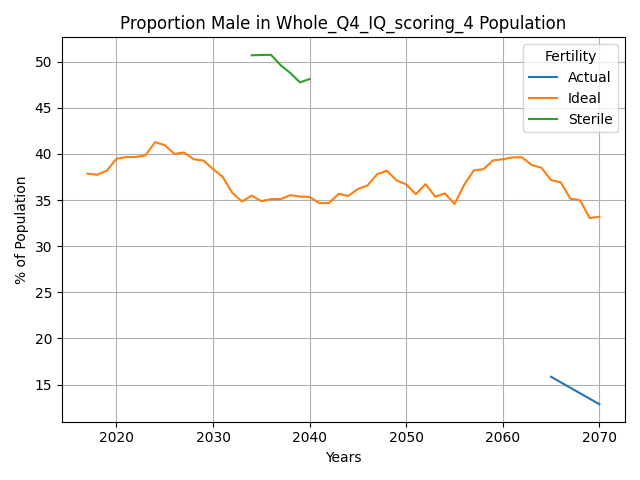 Proportion Male in Whole_Q4_IQ_scoring_4 Population
Fertility
Actual
Ideal
Sterile
% of Population
50
45
40
35
30
25
20
15
2020 2030 2040 2050 2060 2070
Years